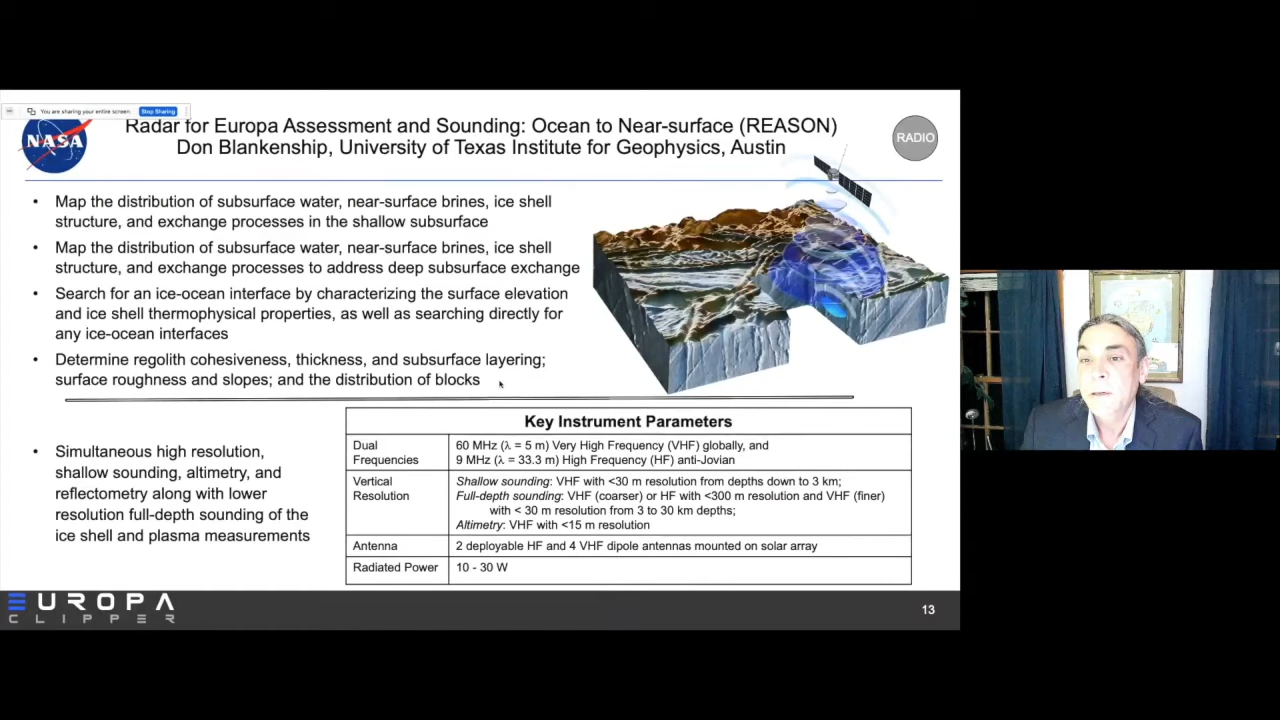 You are sharing your entire screen.
Stop Sharing
NASA
Radar for Europa Assessment and Sounding: Ocean to Near-surface (REASON)
Don Blankenship, University of Texas Institute for Geophysics, Austin
RADIO
• Map the distribution of subsurface water, near-surface brines, ice shell
structure, and exchange processes in the shallow subsurface
• Map the distribution of subsurface water, near-surface brines, ice shell
structure, and exchange processes to address deep subsurface exchange
• Search for an ice-ocean interface by characterizing the surface elevation
and ice shell thermophysical properties, as well as searching directly for
any ice-ocean interfaces
• Determine regolith cohesiveness, thickness, and subsurface layering;
surface roughness and slopes; and the distribution of blocks
• Simultaneous high resolution,
shallow sounding, altimetry, and
reflectometry along with lower
resolution full-depth sounding of the
ice shell and plasma measurements
Key Instrument Parameters
Dual
Frequencies
60 MHz (λ = 5 m) Very High Frequency (VHF) globally, and
9 MHz (λ = 33.3 m) High Frequency (HF) anti-Jovian
Vertical
Resolution
Shallow sounding: VHF with <30 m resolution from depths down to 3 km;
Full-depth sounding: VHF (coarser) or HF with <300 m resolution and VHF (finer)
with < 30 m resolution from 3 to 30 km depths;
Altimetry: VHF with <15 m resolution
Antenna
2 deployable HF and 4 VHF dipole antennas mounted on solar array
Radiated Power
10 - 30 W
EUROPA
CLIPPER
13